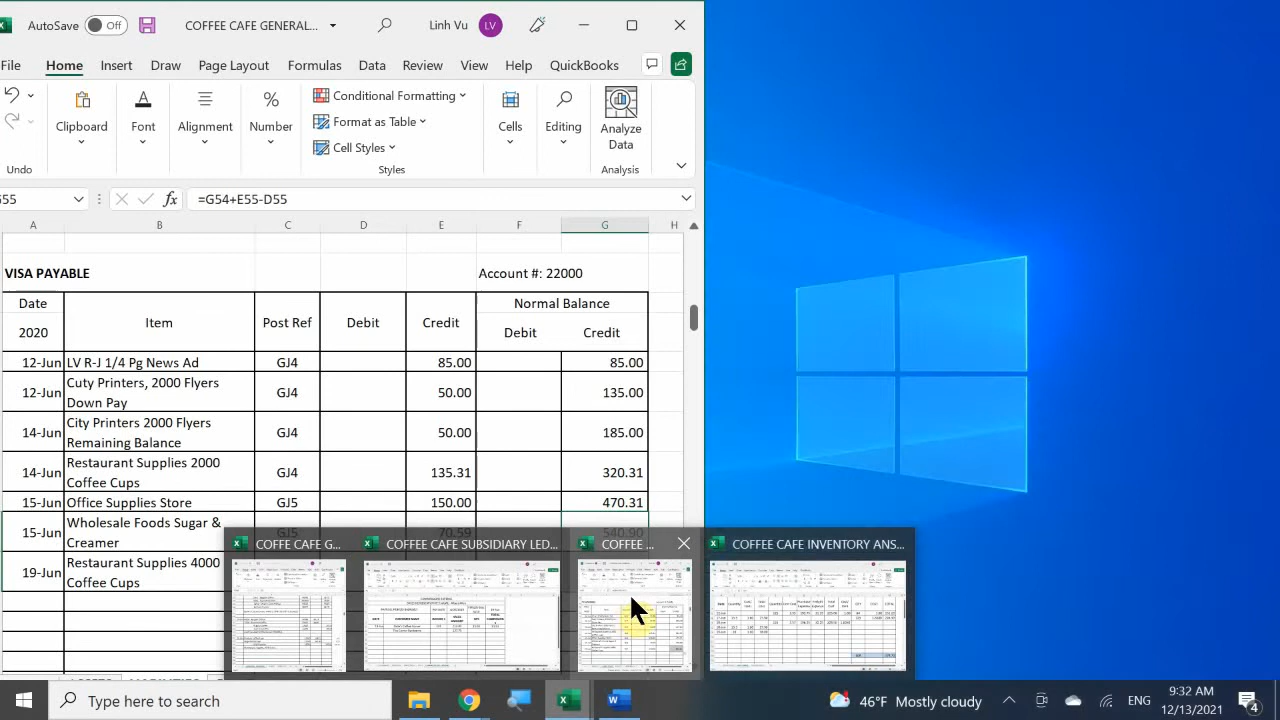 AutoSave Off COFFEE CAFE GENERAL... Linh Vu LV
File Home Insert Draw Page Layout Formulas Data Review View Help QuickBooks
Clipboard Font Alignment Number Conditional Formatting Format as Table Cell Styles Cells Editing Analyze Data
Undo Styles Analysis
fx =G54+E55-D55
A B C D E F G H
VISA PAYABLE Account #: 22000
Date Normal Balance
2020 Item Post Ref Debit Credit Debit Credit
12-Jun LV R-J 1/4 Pg News Ad GJ4 85.00 85.00
12-Jun Cuty Printers, 2000 Flyers Down Pay GJ4 50.00 135.00
14-Jun City Printers 2000 Flyers Remaining Balance GJ4 50.00 185.00
14-Jun Restaurant Supplies 2000 Coffee Cups GJ4 135.31 320.31
15-Jun Office Supplies Store GJ5 150.00 470.31
15-Jun Wholesale Foods Sugar & Creamer GJ5 70.59 540.90
19-Jun Restaurant Supplies 4000 Coffee Cups
COFFE CAFE G... COFFEE CAFE SUBSIDIARY LED... COFFEE ... COFFEE CAFE INVENTORY ANS...
Type here to search 46°F Mostly cloudy ENG 9:32 AM
12/13/2021 4